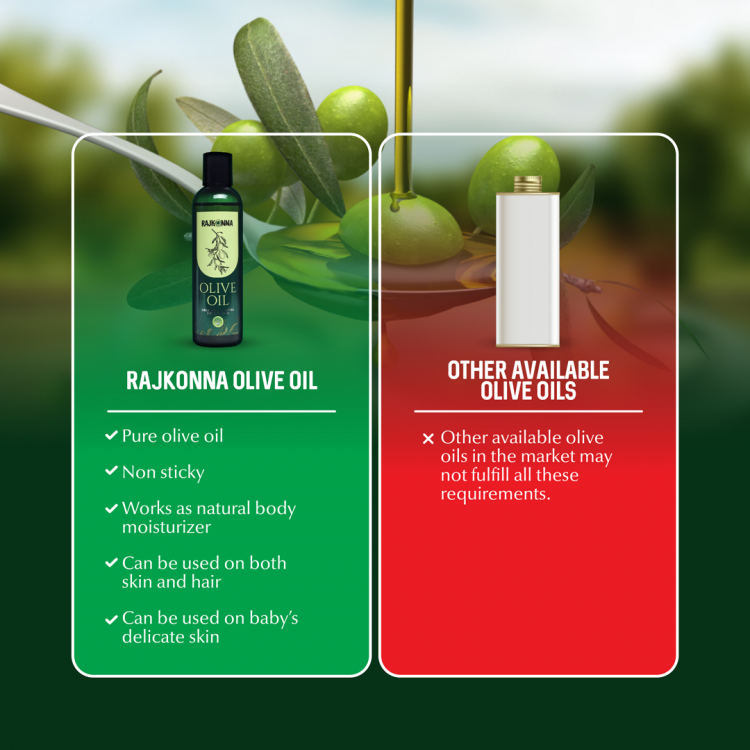 RAJKONNA
OLIVE
OIL
RAJKONNA OLIVE OIL
Pure olive oil
Non sticky
Works as natural body
moisturizer
Can be used on both
skin and hair
Can be used on baby's
delicate skin
OTHER AVAILABLE
OLIVE OILS
Other available olive
oils in the market may
not fulfill all these
requirements.